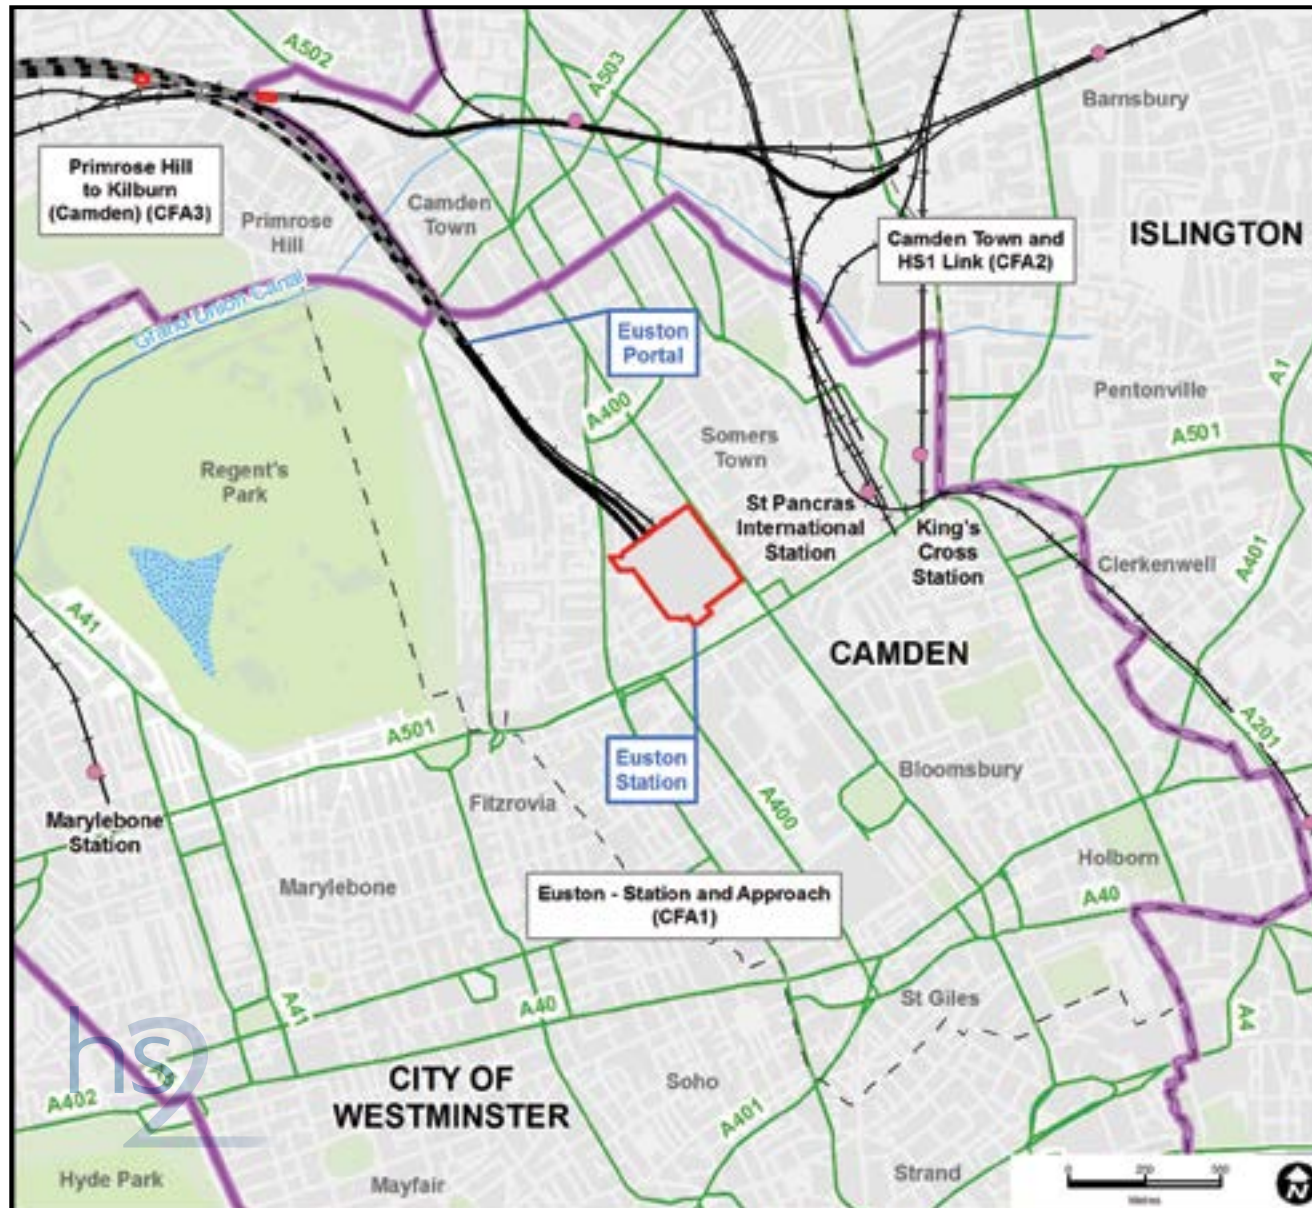 A502
A503
Barnsbury
Primrose Hill
to Kilburn
(Camden) (CFA3)
Primrose
Hill
Camden
Town
Camden Town and
HS1 Link (CFA2)
ISLINGTON
Grand Union Canal
Euston
Portal
A1
Pentonville
A400
A501
Somers
Town
Regent's
Park
St Pancras
International
Station
King's
Cross
Station
Clerkenwell
A401
A41
CAMDEN
A501
A201
Euston
Station
Bloomsbury
Fitzrovia
A400
Marylebone
Station
Holborn
Marylebone
Euston - Station and Approach
(CFA1)
A40
A41
A40
St Giles
A4
hs2
A5
CITY OF
WESTMINSTER
Soho
A402
A401
Hyde Park
Mayfair
Strand
0
Metres
N